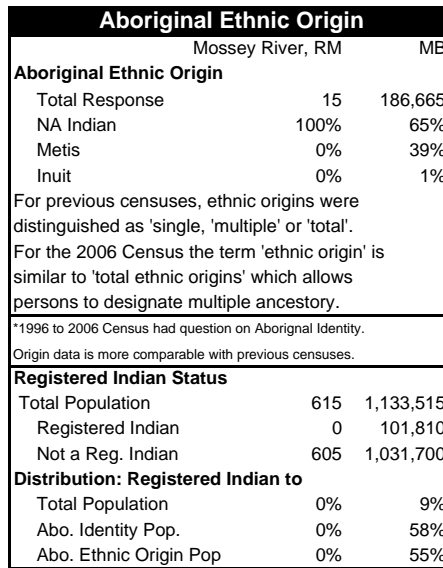 Aboriginal Ethnic Origin
Mossey River, RM MB
Aboriginal Ethnic Origin
Total Response 15 186,665
NA Indian 100% 65%
Metis 0% 39%
Inuit 0% 1%
For previous censuses, ethnic origins were
distinguished as 'single, 'multiple' or 'total'.
For the 2006 Census the term 'ethnic origin' is
similar to 'total ethnic origins' which allows
persons to designate multiple ancestory.
*1996 to 2006 Census had question on Aborignal Identity.
Origin data is more comparable with previous censuses.
Registered Indian Status
Total Population 615 1,133,515
Registered Indian 0 101,810
Not a Reg. Indian 605 1,031,700
Distribution: Registered Indian to
Total Population 0% 9%
Abo. Identity Pop. 0% 58%
Abo. Ethnic Origin Pop 0% 55%